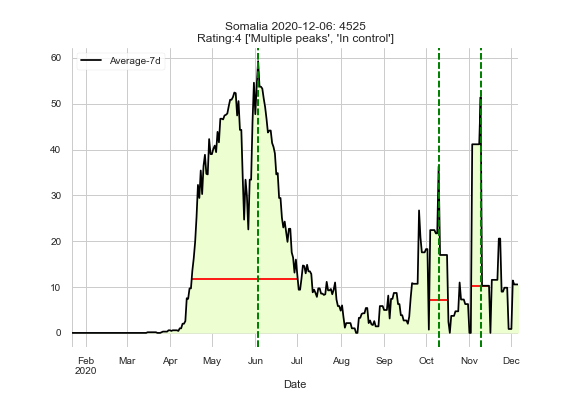 Somalia 2020-12-06: 4525
Rating:4 ['Multiple peaks', 'In control']
Average-7d
60
50
40
30
20
10
0
Feb Mar Apr May Jun Jul Aug Sep Oct Nov Dec
2020
Date